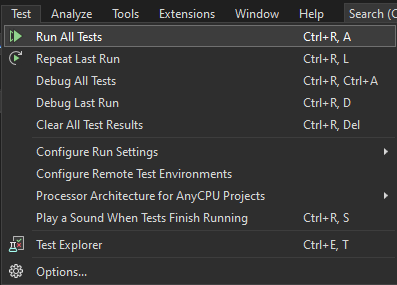 Test Analyze Tools Extensions Window Help Search (C
Run All Tests Ctrl+R, A
Repeat Last Run Ctrl+R, L
Debug All Tests Ctrl+R, Ctrl+A
Debug Last Run Ctrl+R, D
Clear All Test Results Ctrl+R, Del
Configure Run Settings
Configure Remote Test Environments
Processor Architecture for AnyCPU Projects
Play a Sound When Tests Finish Running Ctrl+R, S
Test Explorer Ctrl+E, T
Options...